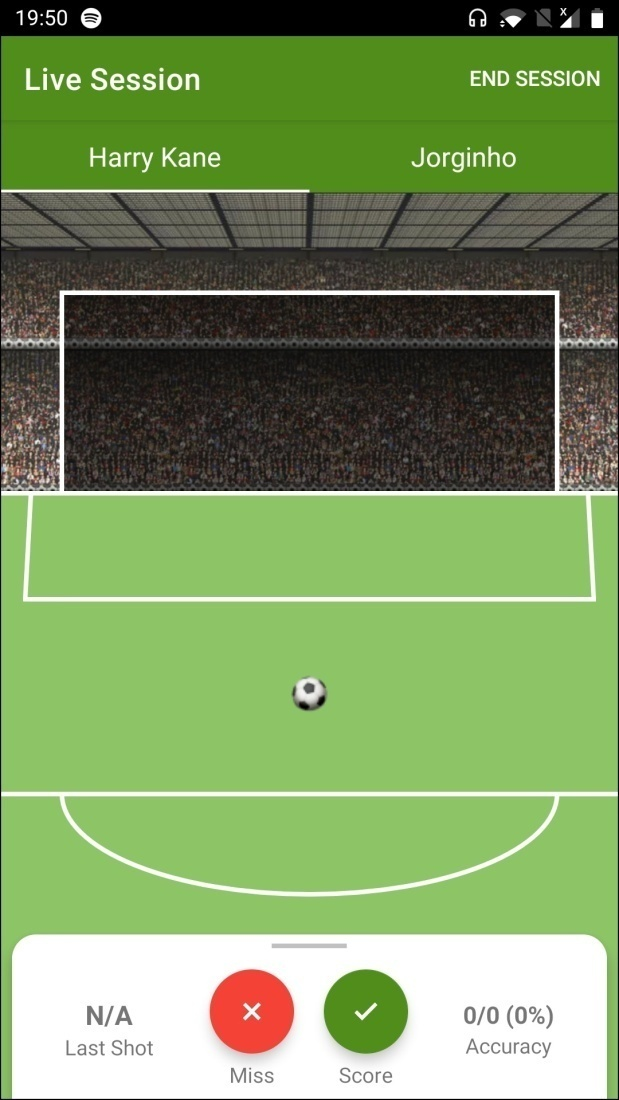 19:50
x
Live Session
END SESSION
Harry Kane
Jorginho
N/A
Last Shot
Miss
Score
0/0 (0%)
Accuracy